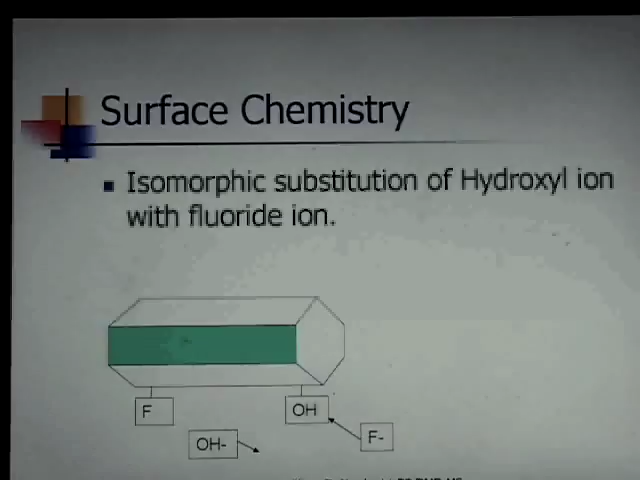 Surface Chemistry
Isomorphic substitution of Hydroxyl ion
with fluoride ion.
F
OH
F-
OH-